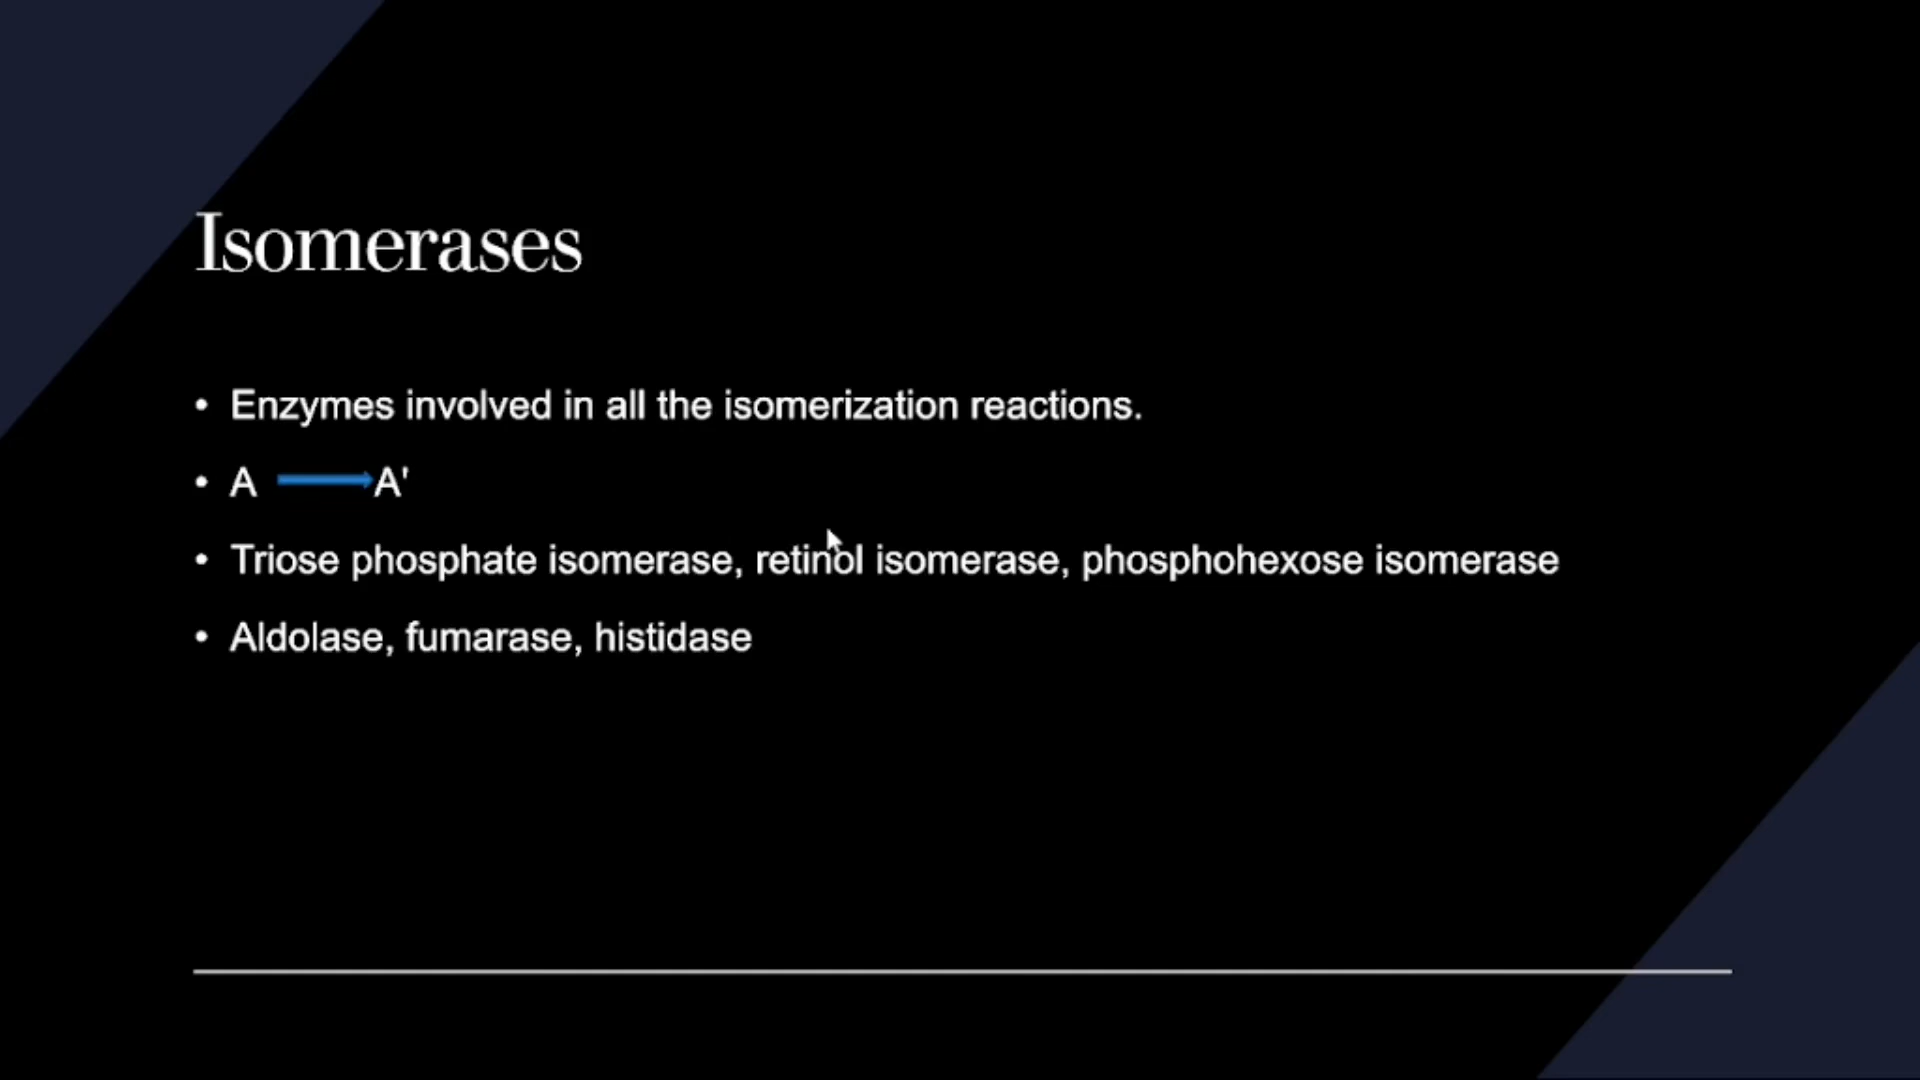 Isomerases
• Enzymes involved in all the isomerization reactions.
• A → A'
• Triose phosphate isomerase, retinol isomerase, phosphohexose isomerase
• Aldolase, fumarase, histidase